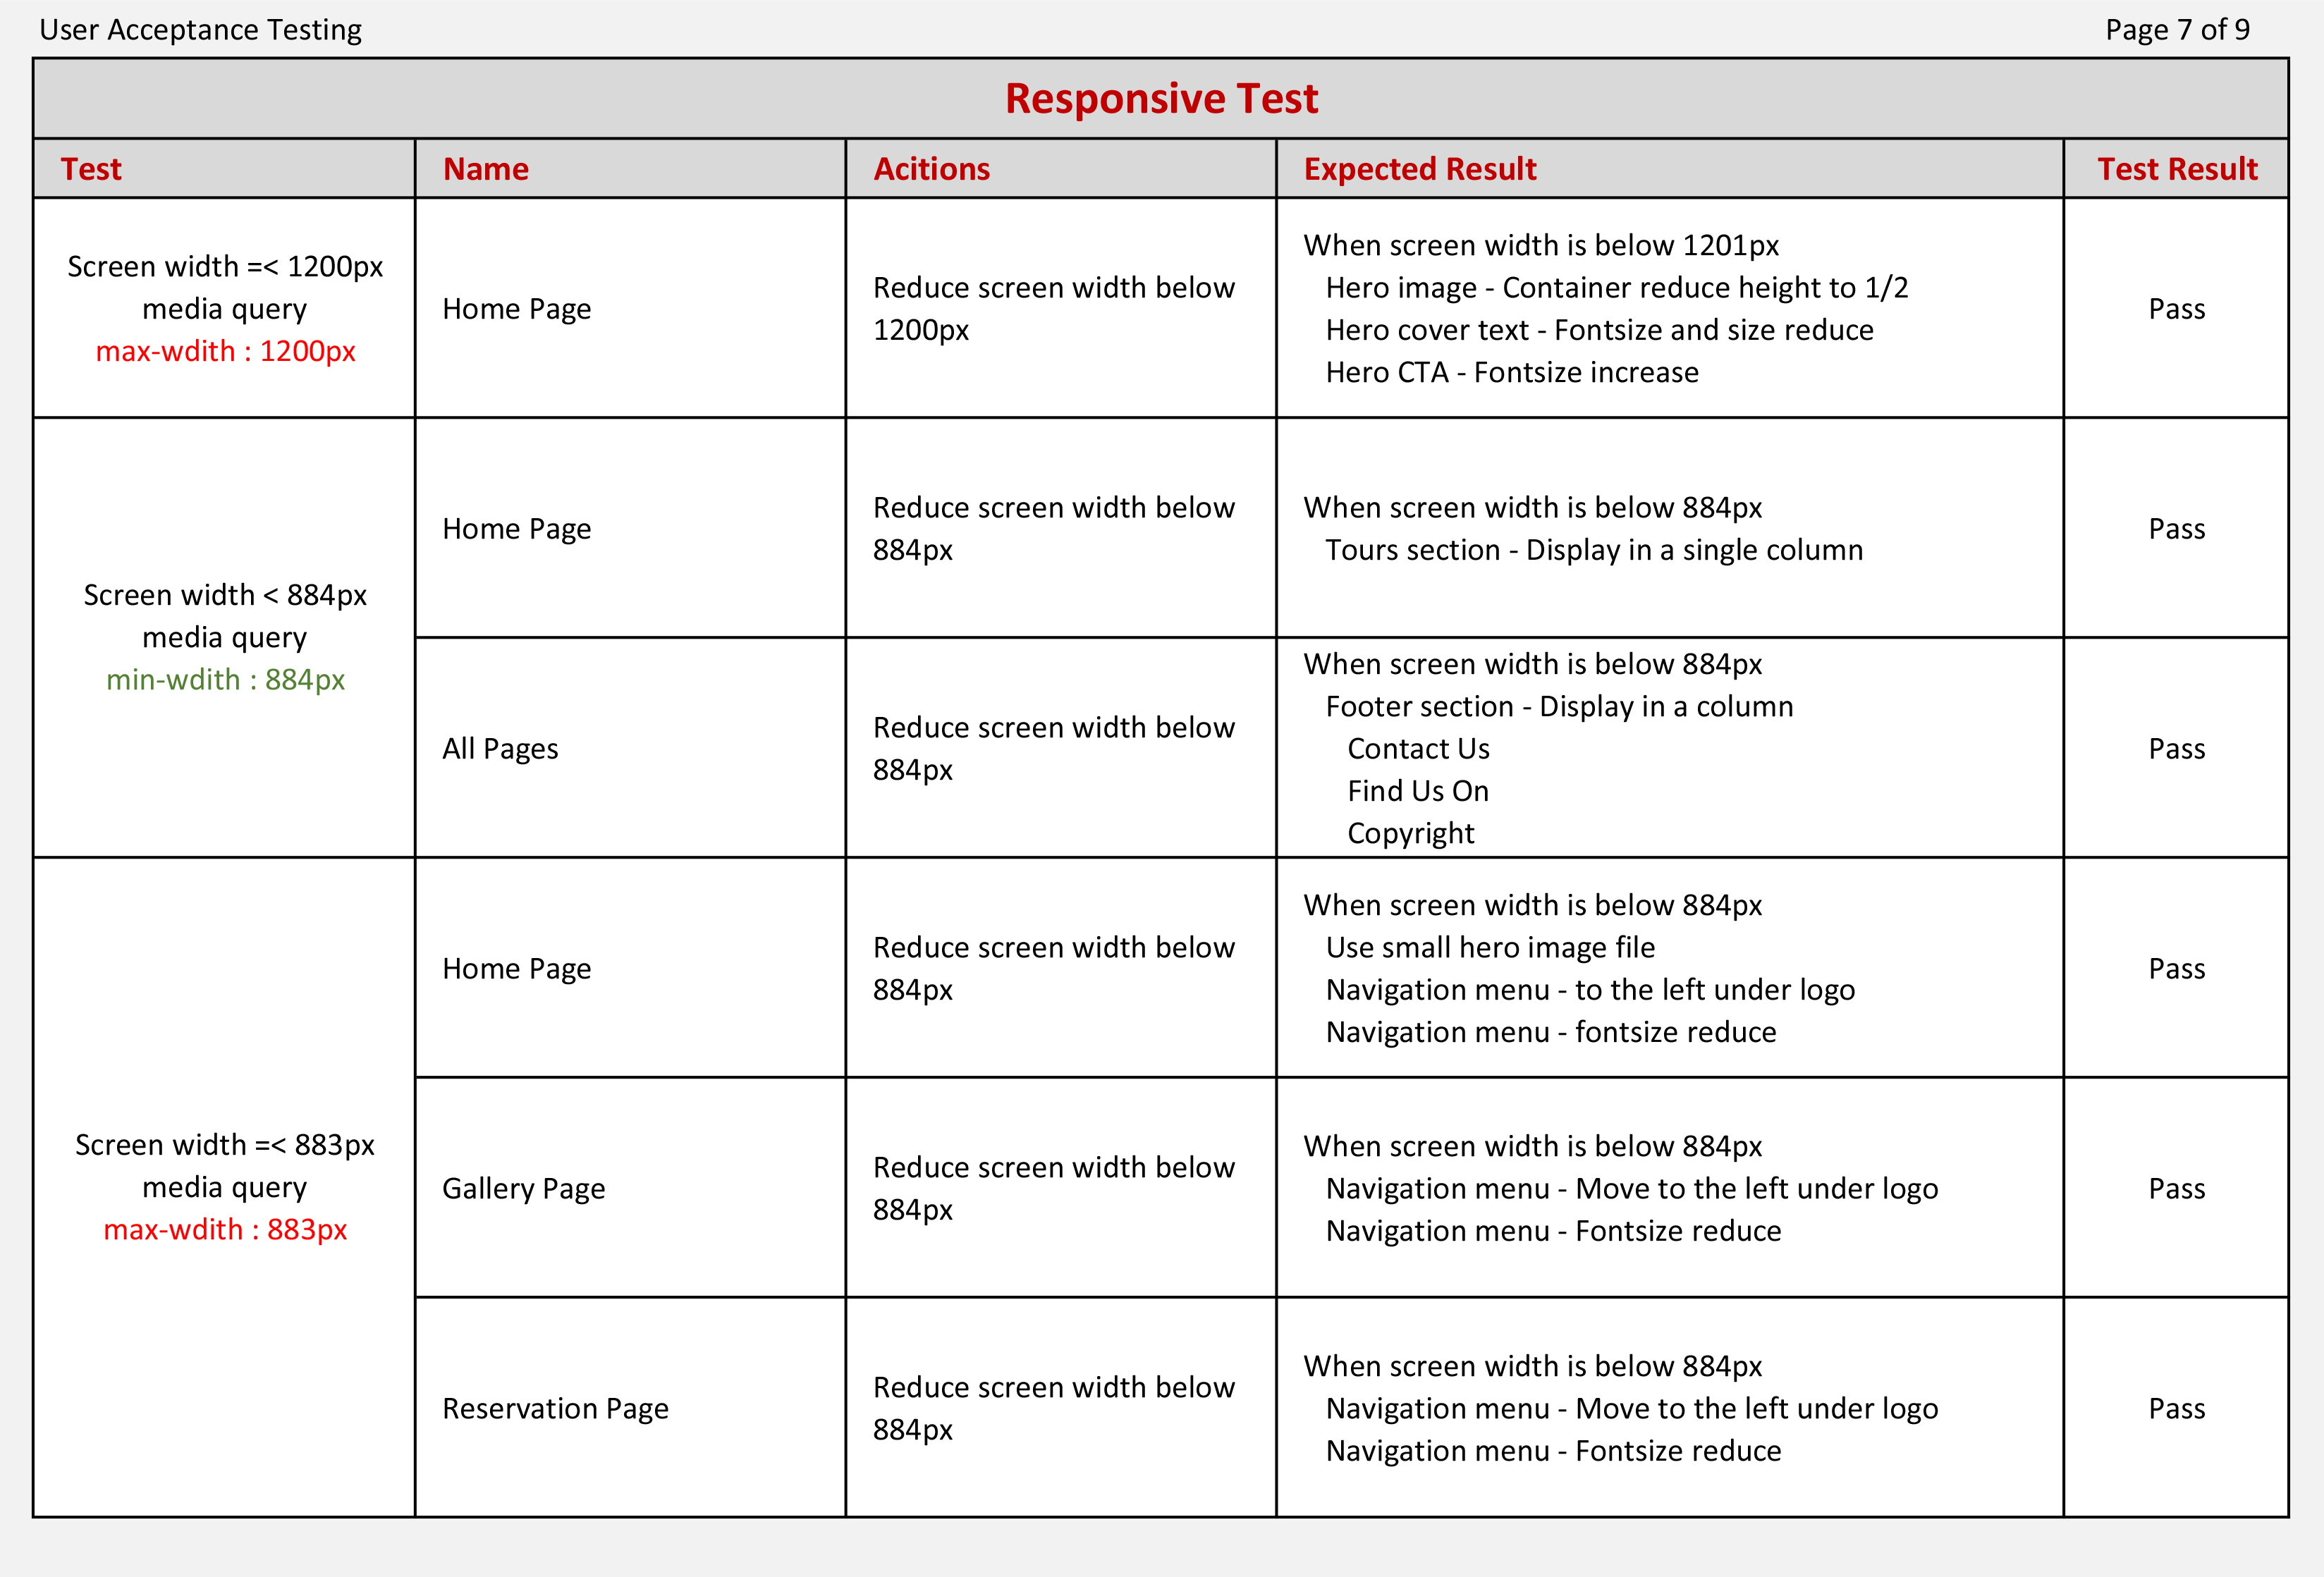 User Acceptance Testing
Page 7 of 9
Responsive Test
Test
Name
Acitions
Expected Result
Test Result
Screen width =< 1200px
media query
max-wdith : 1200px
Home Page
Reduce screen width below
1200px
When screen width is below 1201px
Hero image - Container reduce height to 1/2
Hero cover text - Fontsize and size reduce
Hero CTA - Fontsize increase
Pass
Screen width < 884px
media query
min-wdith : 884px
Home Page
Reduce screen width below
884px
When screen width is below 884px
Tours section - Display in a single column
Pass
All Pages
Reduce screen width below
884px
When screen width is below 884px
Footer section - Display in a column
Contact Us
Find Us On
Copyright
Pass
Screen width =< 883px
media query
max-wdith : 883px
Home Page
Reduce screen width below
884px
When screen width is below 884px
Use small hero image file
Navigation menu - to the left under logo
Navigation menu - fontsize reduce
Pass
Gallery Page
Reduce screen width below
884px
When screen width is below 884px
Navigation menu - Move to the left under logo
Navigation menu - Fontsize reduce
Pass
Reservation Page
Reduce screen width below
884px
When screen width is below 884px
Navigation menu - Move to the left under logo
Navigation menu - Fontsize reduce
Pass